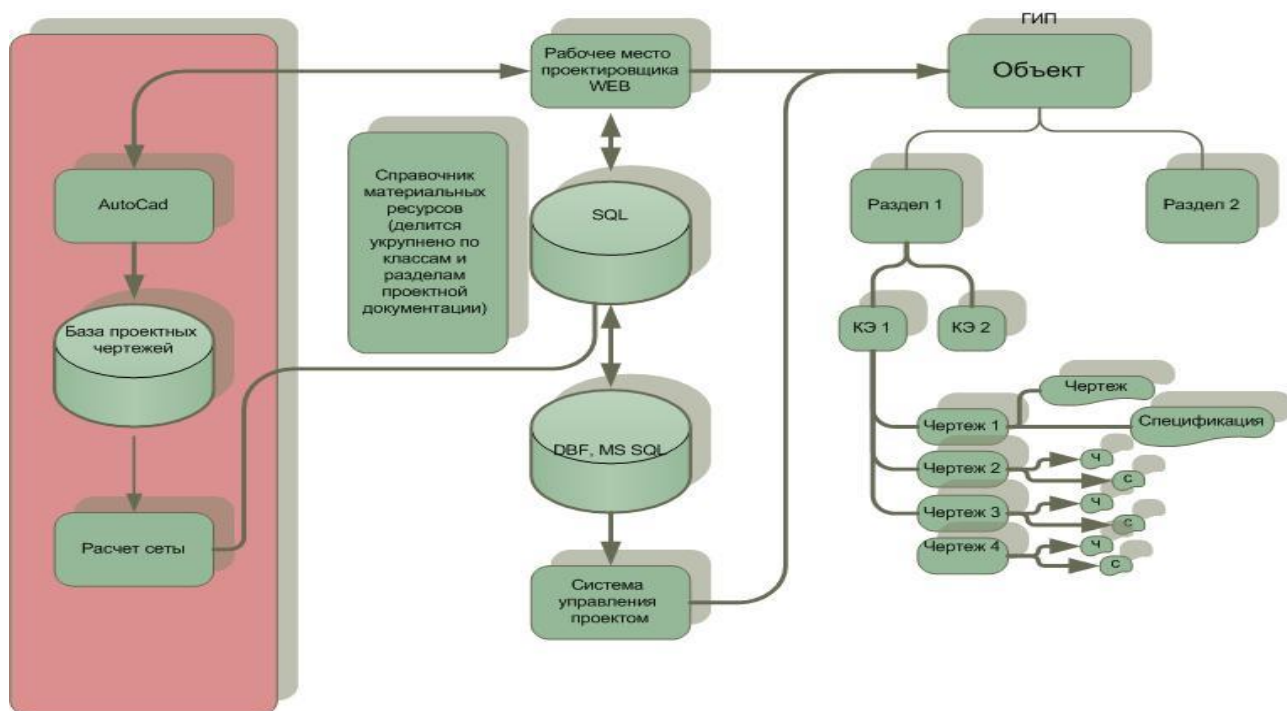 ГИП
Рабочее место
проектировщика
WEB
Объект
AutoCad
Справочник
материальных
ресурсов
(делится
укрупнено по
классам и
разделам
проектной
документации)
SQL
Раздел 1
Раздел 2
База проектных
чертежей
КЭ 1
КЭ 2
Чертеж
Чертеж 1
Спецификация
DBF, MS SQL
Чертеж 2
Ч
С
Чертеж 3
Ч
С
Расчет сеты
Чертеж 4
Ч
С
Система
управления
проектом